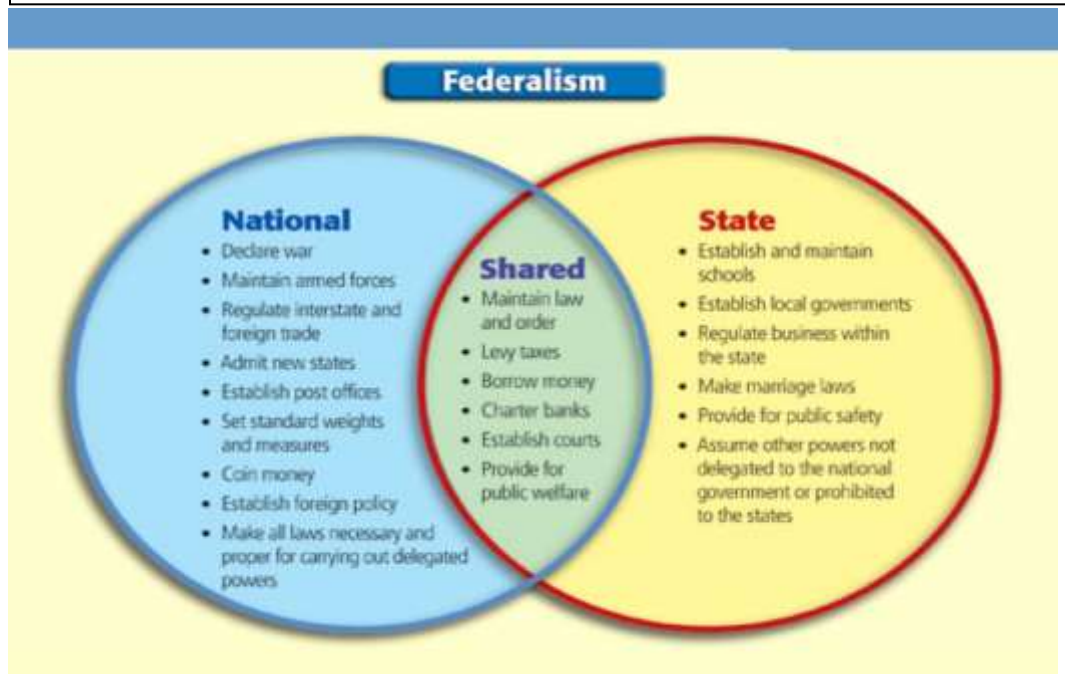 Federalism
National
• Declare war
• Maintain armed forces
• Regulate interstate and
foreign trade
• Admit new states
• Establish post offices
• Set standard weights
and measures
• Coin money
• Establish foreign policy
• Make all laws necessary and
proper for carrying out delegated
powers
Shared
• Maintain law
and order
• Levy taxes
• Borrow money
• Charter banks
• Establish courts
• Provide for
public welfare
State
• Establish and maintain
schools
• Establish local governments
• Regulate business within
the state
• Make marriage laws
• Provide for public safety
• Assume other powers not
delegated to the national
government or prohibited
to the states